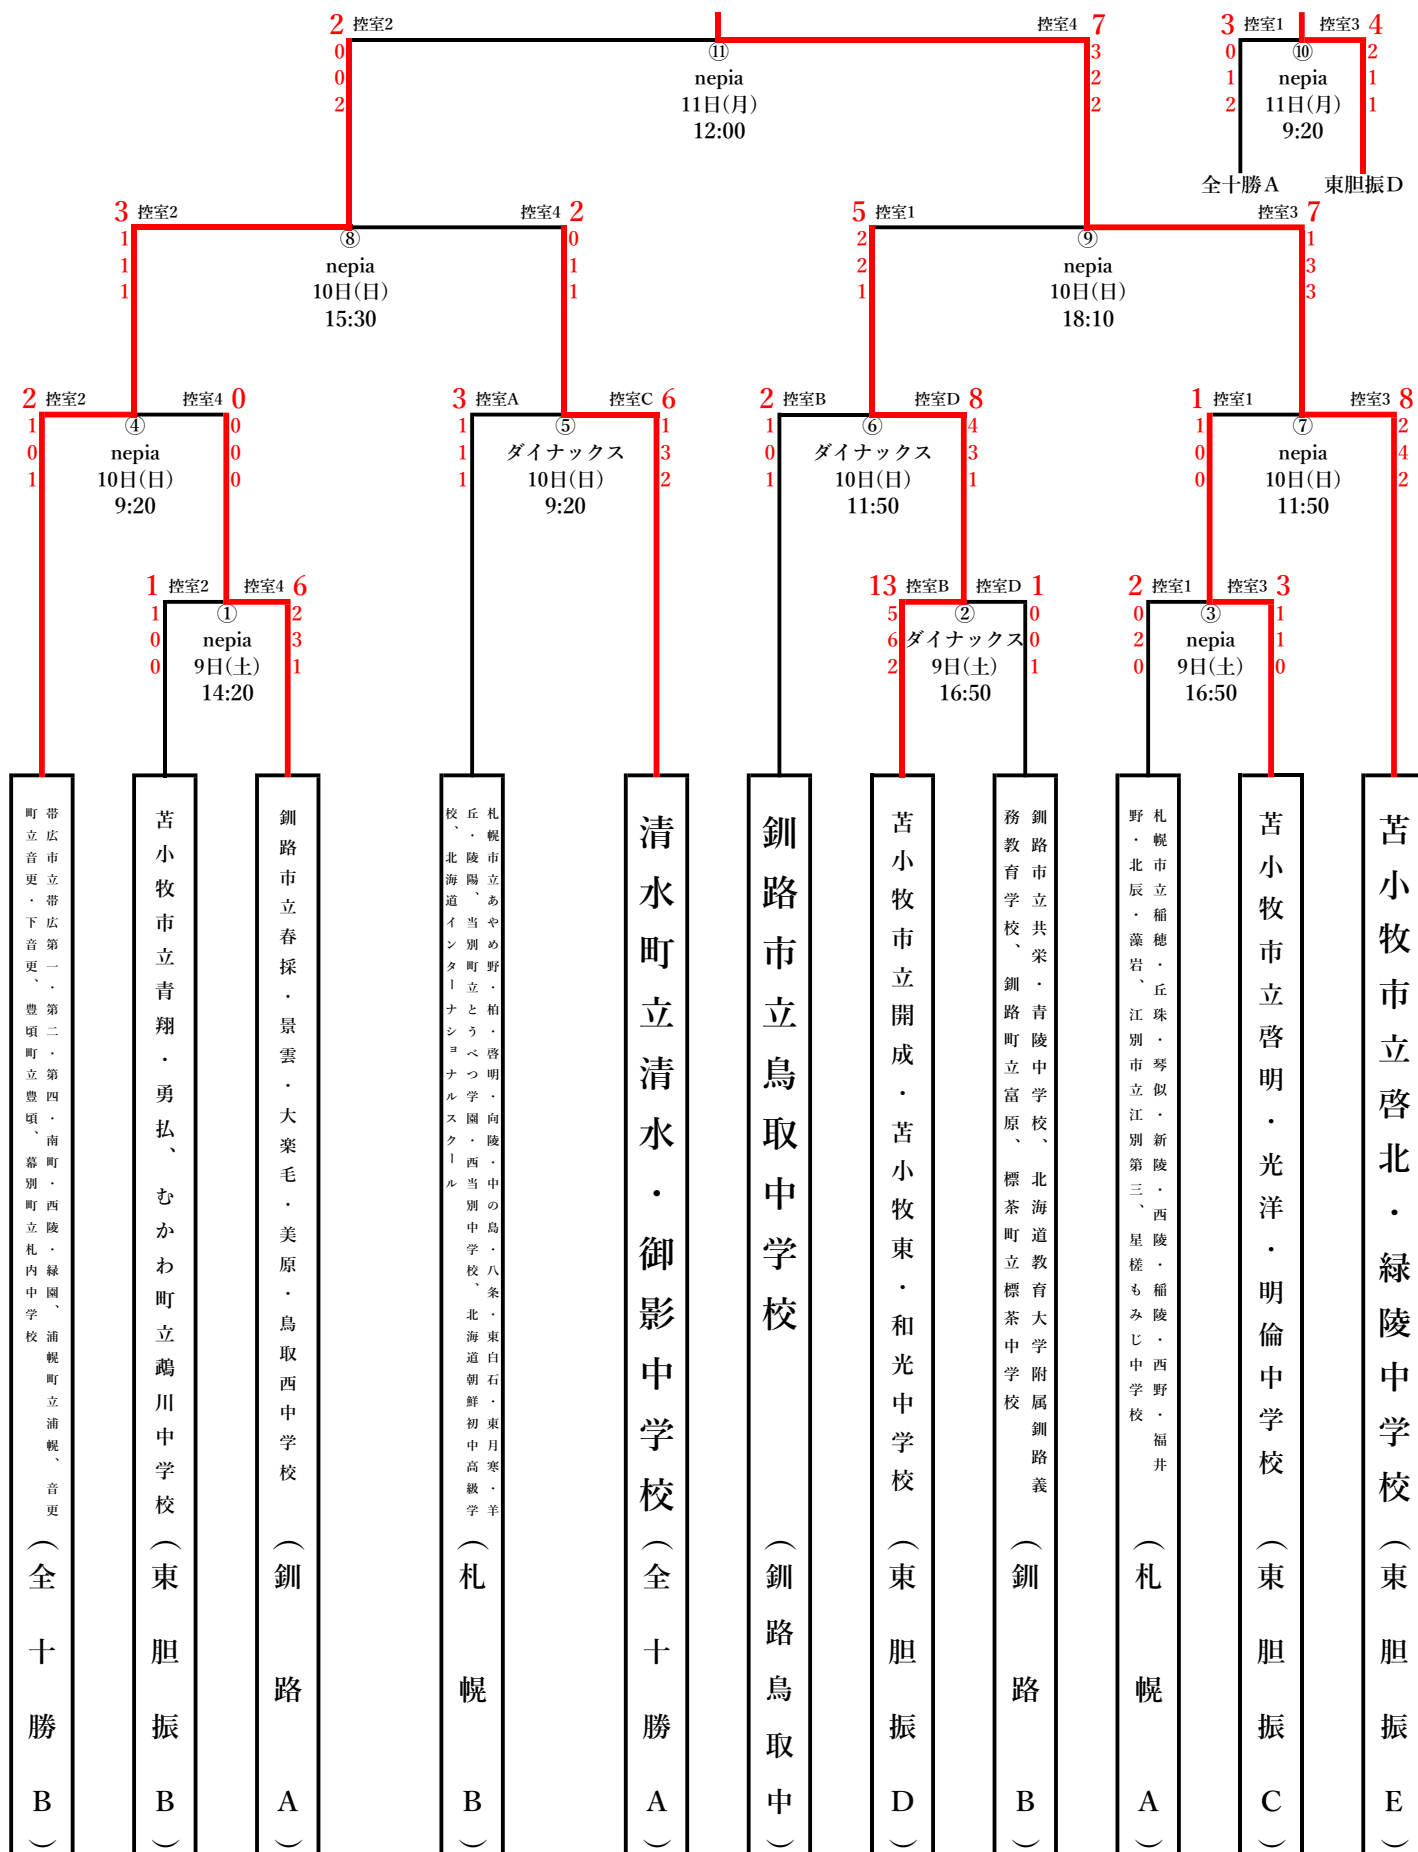 2 控室2 控室4 7
0 3
0 2
2 2
⑪
nepia
11日(月)
12:00
3 控室1 控室3 4
0 2
1 1
2 1
⑩
nepia
11日(月)
9:20
全十勝A 東胆振D
3 控室2 控室4 2
1 0
1 1
1 1
⑧
nepia
10日(日)
15:30
5 控室1 控室3 7
2 1
2 3
1 3
⑨
nepia
10日(日)
18:10
2 控室2 控室4 0
1 0
0 0
1 0
④
nepia
10日(日)
9:20
3 控室A 控室C 6
1 1
1 3
1 2
⑤
ダイナックス
10日(日)
9:20
2 控室B 控室D 8
1 4
0 3
1 1
⑥
ダイナックス
10日(日)
11:50
1 控室1 控室3 8
1 2
0 4
0 2
⑦
nepia
10日(日)
11:50
1 控室2 控室4 6
1 2
0 3
0 1
①
nepia
9日(土)
14:20
13 控室B 控室D 1
5 0
6 0
2 1
②
ダイナックス
9日(土)
16:50
2 控室1 控室3 3
0 1
2 1
0 0
③
nepia
9日(土)
16:50
帯広市立帯広第一・第二・第四・南町・西陵・緑園、浦幌町立浦幌、音更
町立音更・下音更、豊頃町立豊頃、幕別町立札内中学校
(全十勝B)
苫小牧市立青翔・勇払、むかわ町立鵡川中学校
(東胆振B)
釧路市立春採・景雲・大楽毛・美原・鳥取西中学校
(釧路A)
札幌市立あやめ野・柏・啓明・向陵・中の島・八条・東白石・東月寒・羊
丘・陵陽、当別町立とうべつ学園・西当別中学校、北海道朝鮮初中高級学
校、北海道インターナショナルスクール
(札幌B)
清水町立清水・御影中学校
(全十勝A)
釧路市立鳥取中学校
(釧路鳥取中)
苫小牧市立開成・苫小牧東・和光中学校
(東胆振D)
釧路市立共栄・青陵中学校、北海道教育大学附属釧路義
務教育学校、釧路町立富原、標茶町立標茶中学校
(釧路B)
札幌市立稲穂・丘珠・琴似・新陵・西陵・稲陵・西野・福井
野・北辰・藻岩、江別市立江別第三、星槎もみじ中学校
(札幌A)
苫小牧市立啓明・光洋・明倫中学校
(東胆振C)
苫小牧市立啓北・緑陵中学校
(東胆振E)